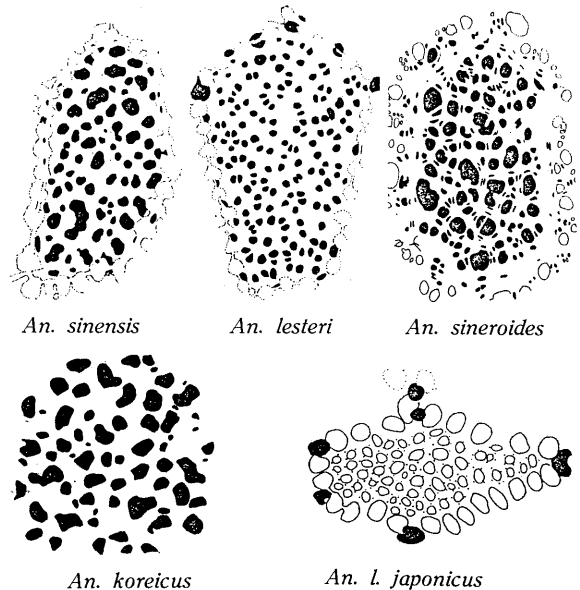 An. sinensis
An. lesteri
An. sineroides
An. koreicus
An. l. japonicus